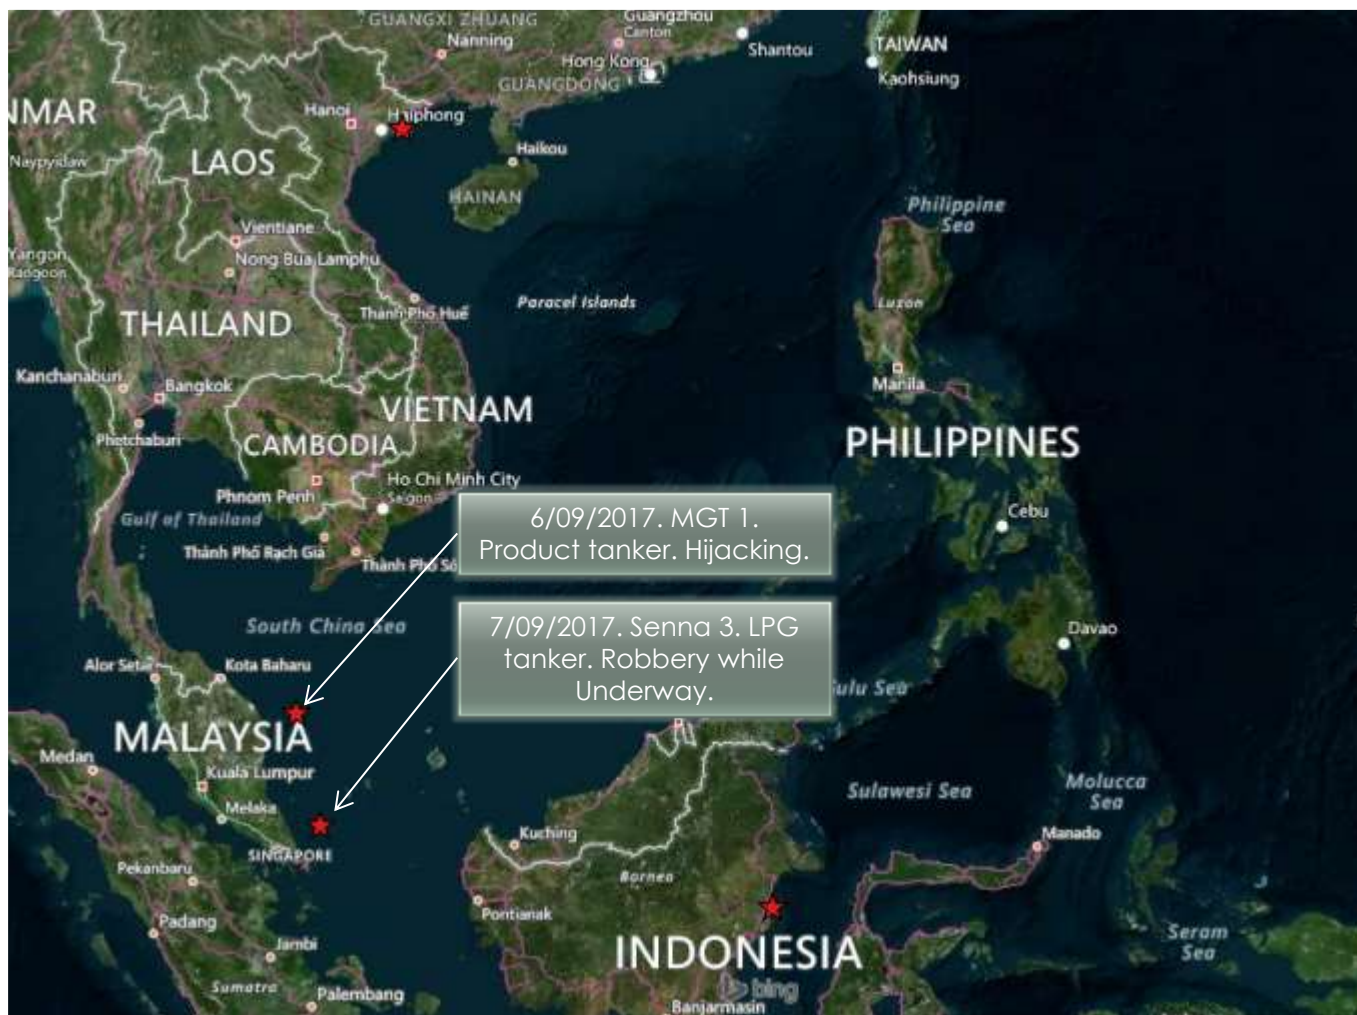 GUANGXI ZHUANG
Guangzhou
Canton
Nanning
Shantou
TAIWAN
Hong Kong
GUANGDONG
Kaohsiung
NMAR
Hanoi
Haiphong
Naypyidaw
LAOS
Haikou
HAINAN
Philippine
Sea
Vientiane
Yangon
Rangoon
Nong Bua Lamphu
Paracel Islands
Luzon
Thành Phố Huế
THAILAND
Kanchanaburi
Bangkok
Manila
VIETNAM
Phetchaburi
CAMBODIA
PHILIPPINES
Ho Chi Minh City
Saigon
Phnom Penh
Gulf of Thailand
6/09/2017. MGT 1.
Product tanker. Hijacking.
Cebu
Thành Phố Rạch Giá
Thành Phố Só
South China Sea
7/09/2017. Senna 3. LPG
tanker. Robbery while
Underway.
Davao
Alor Setar
Kota Baharu
Sulu Sea
MALAYSIA
Medan
Kuala Lumpur
Sulawesi Sea
Molucca
Sea
Melaka
Kuching
Manado
SINGAPORE
Pekanbaru
Borneo
Pontianak
Padang
Jambi
INDONESIA
Seram
Sea
Sumatra
Palembang
bing
Banjarmasin